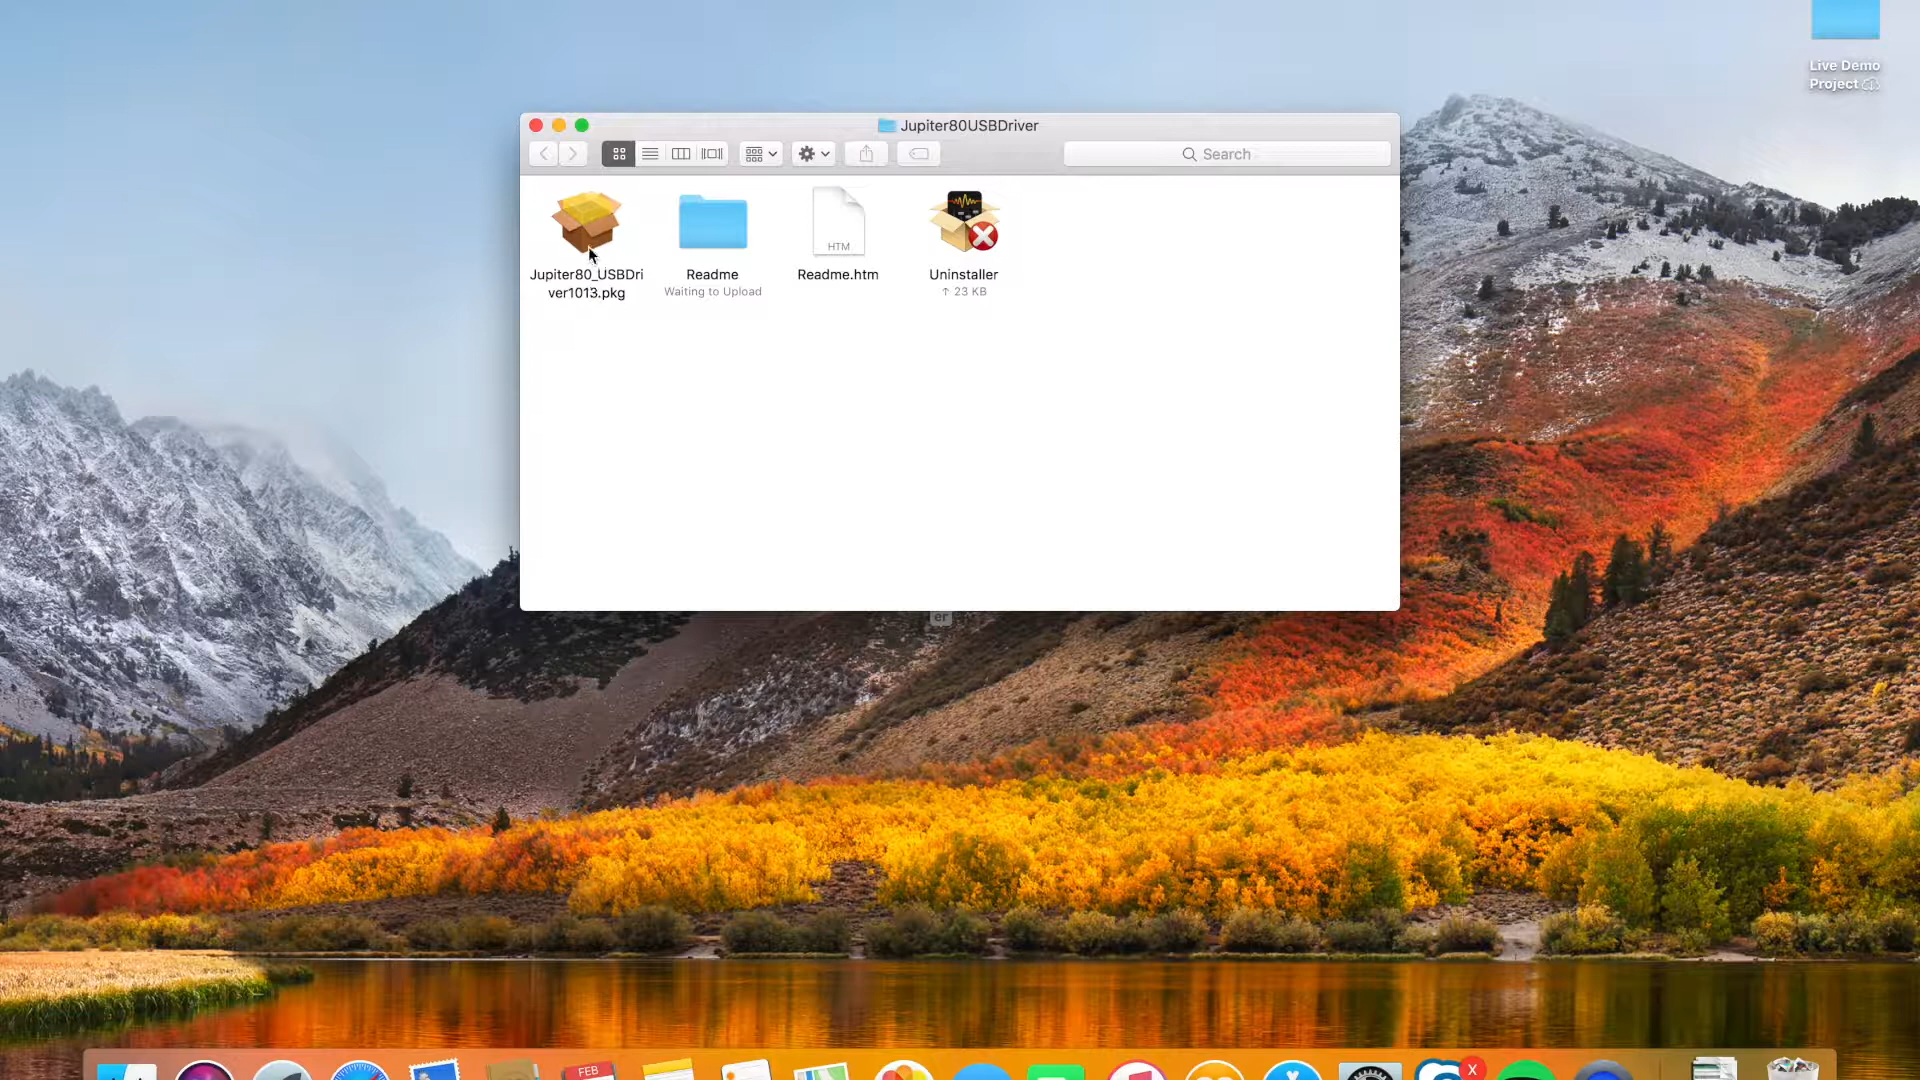 Live Demo
Project
Jupiter80USBDriver
Search
HTM
Jupiter80_USBDri
ver1013.pkg
Readme
Waiting to Upload
Readme.htm
Uninstaller
↑ 23 KB
er
FEB
X